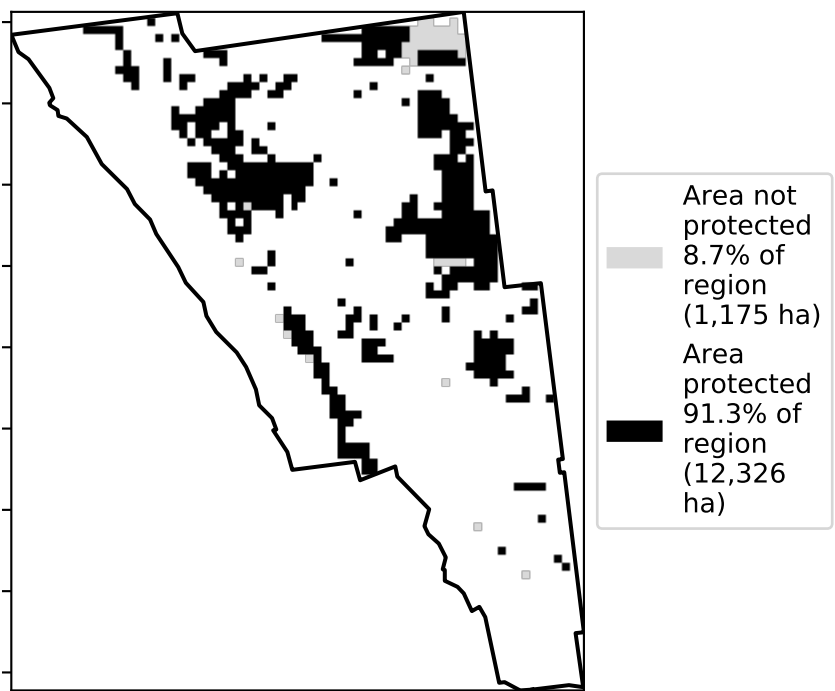 Area not
protected
8.7% of
region
(1,175 ha)
Area
protected
91.3% of
region
(12,326
ha)